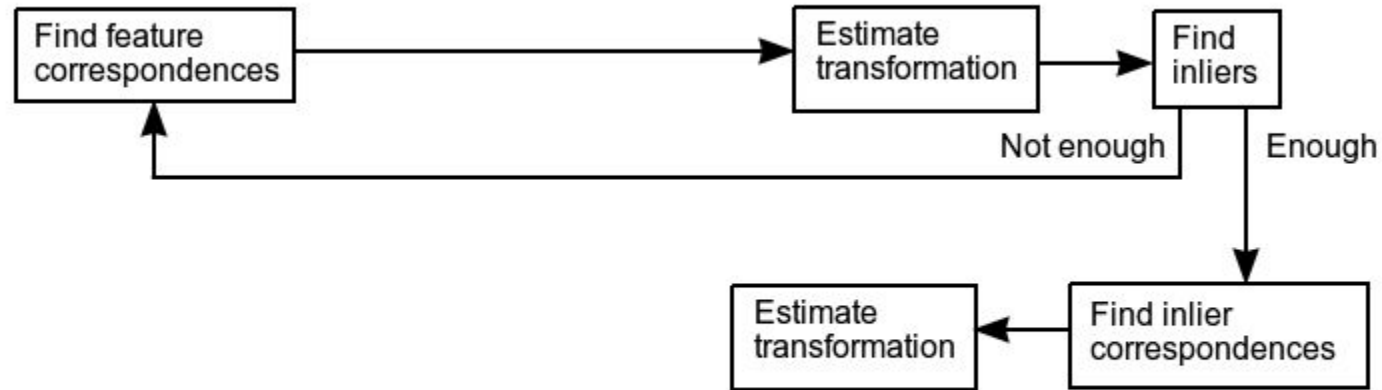 Find feature
correspondences
Estimate
transformation
Find
inliers
Not enough
Enough
Estimate
transformation
Find inlier
correspondences